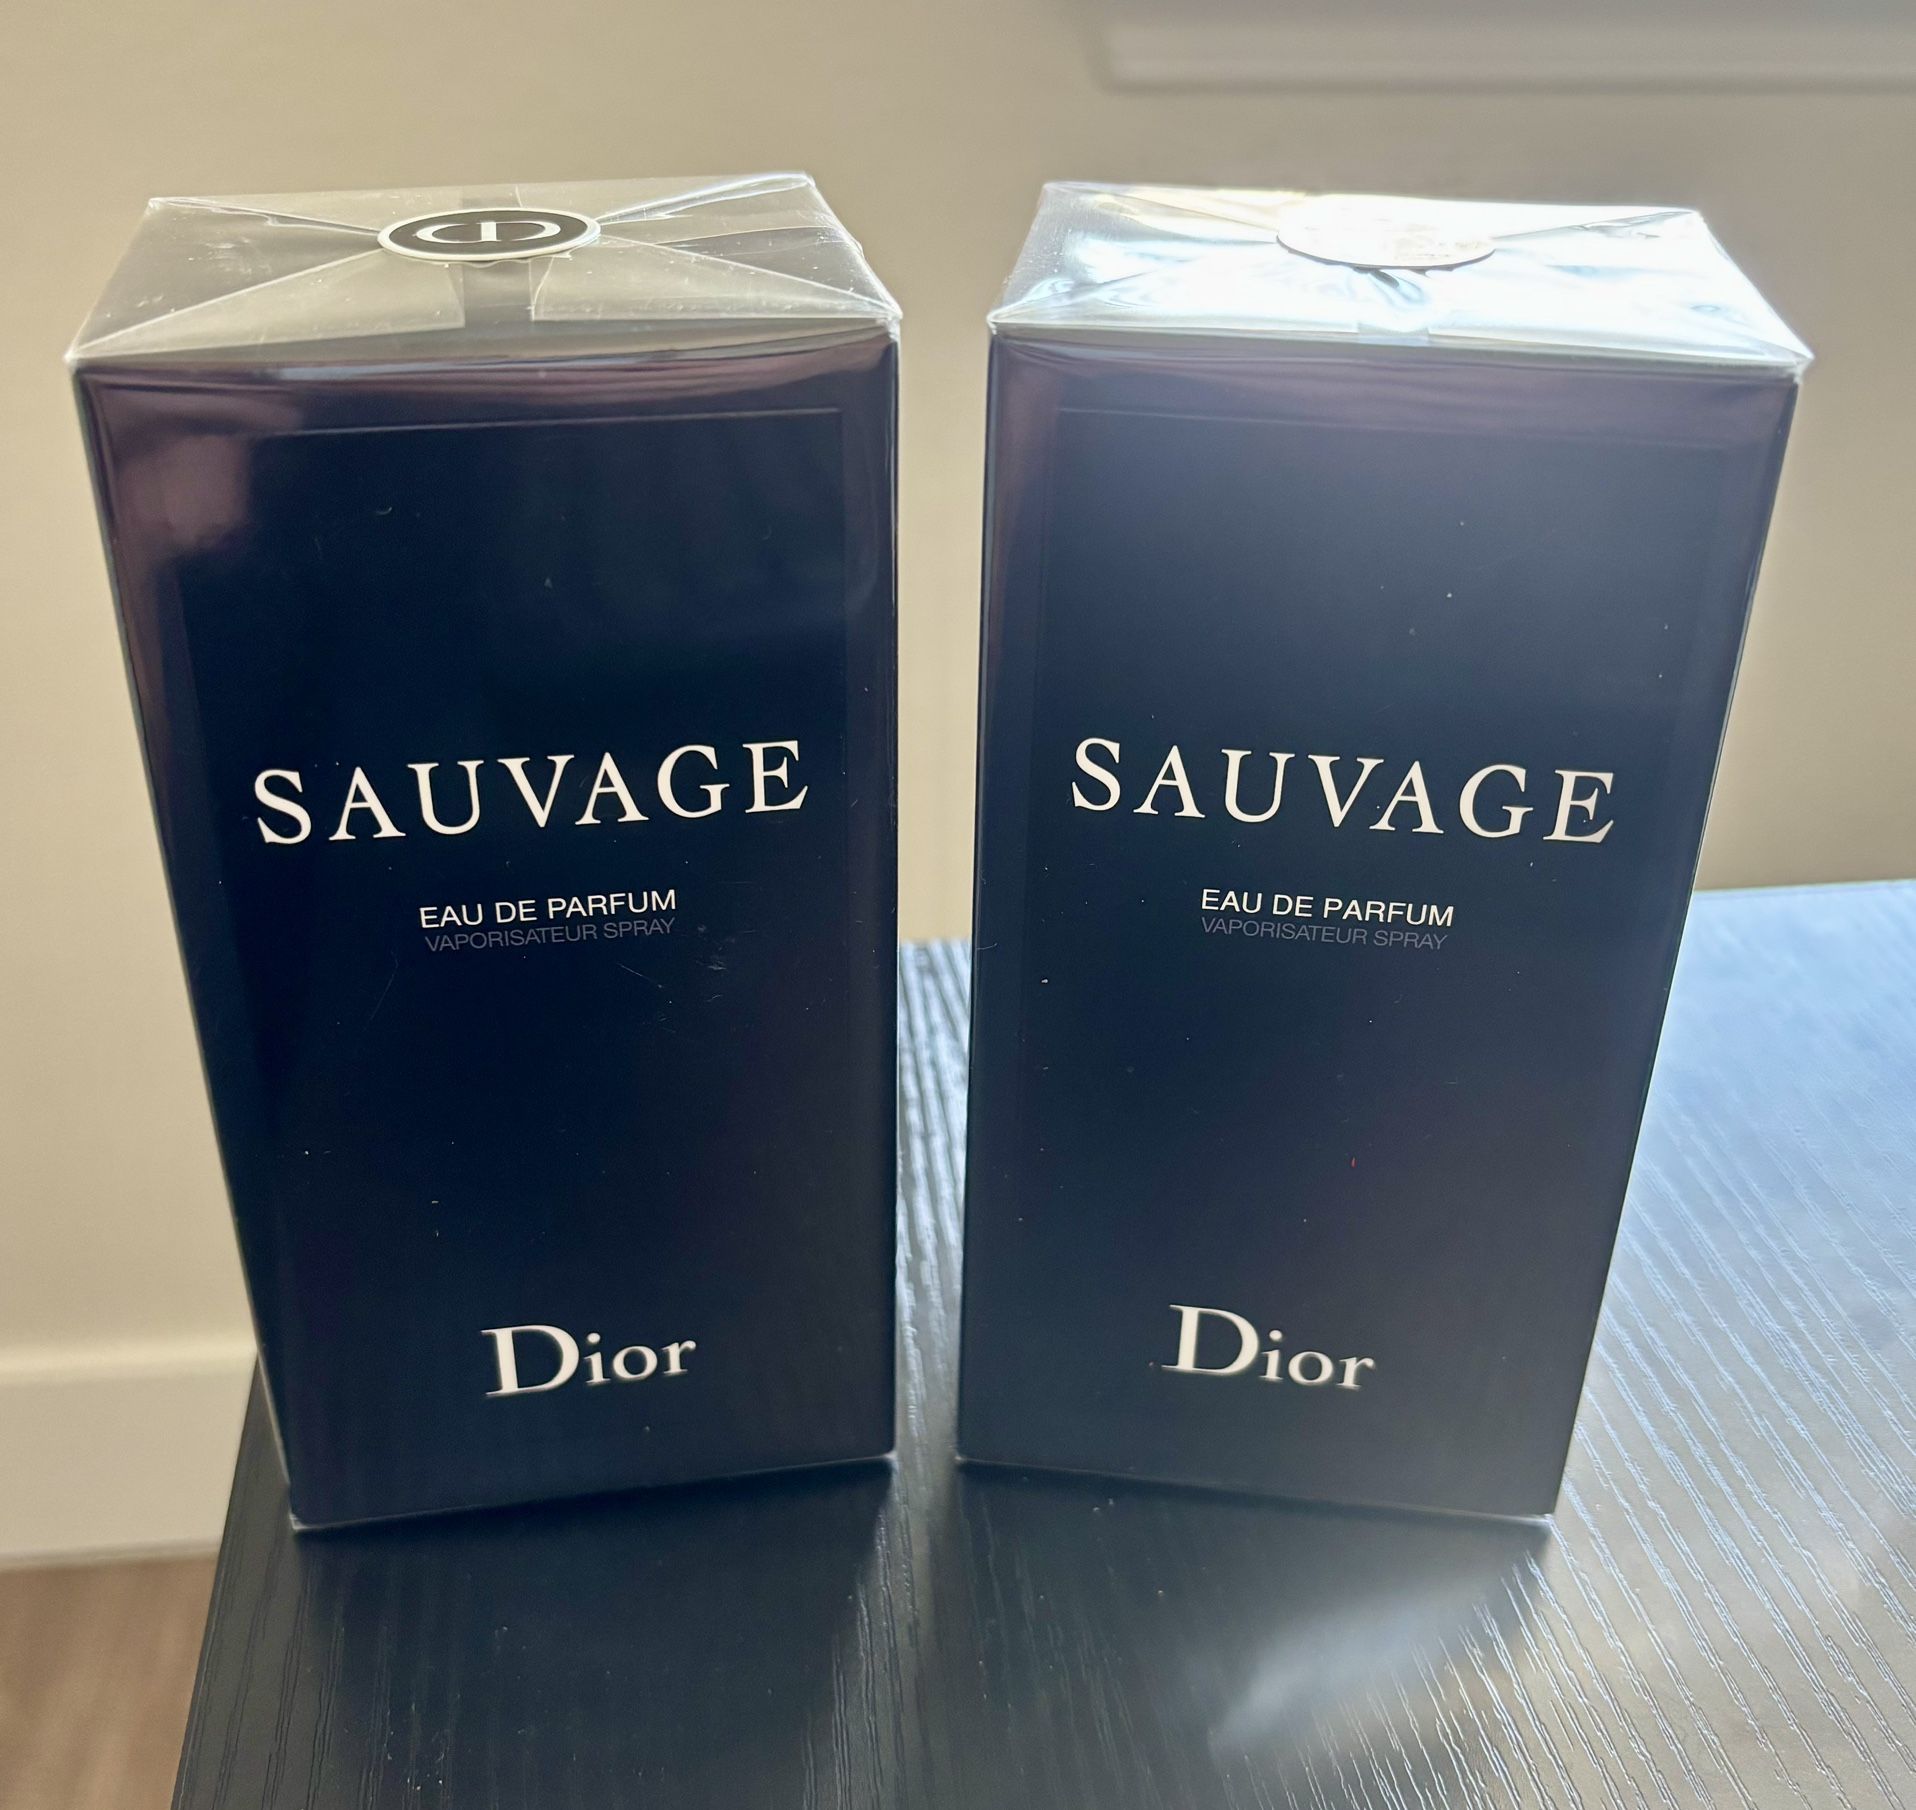 SAUVAGE
EAU DE PARFUM
VAPORISATEUR SPRAY
Dior
SAUVAGE
EAU DE PARFUM
VAPORISATEUR SPRAY
Dior